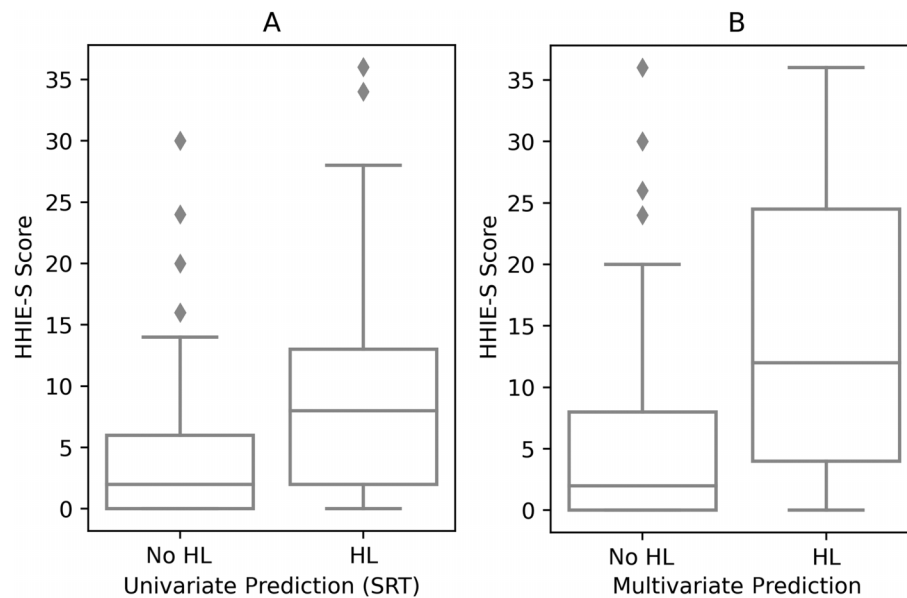 A
HHIE-S Score
35
30
25
20
15
10
5
0
No HL HL
Univariate Prediction (SRT)
B
HHIE-S Score
35
30
25
20
15
10
5
0
No HL HL
Multivariate Prediction